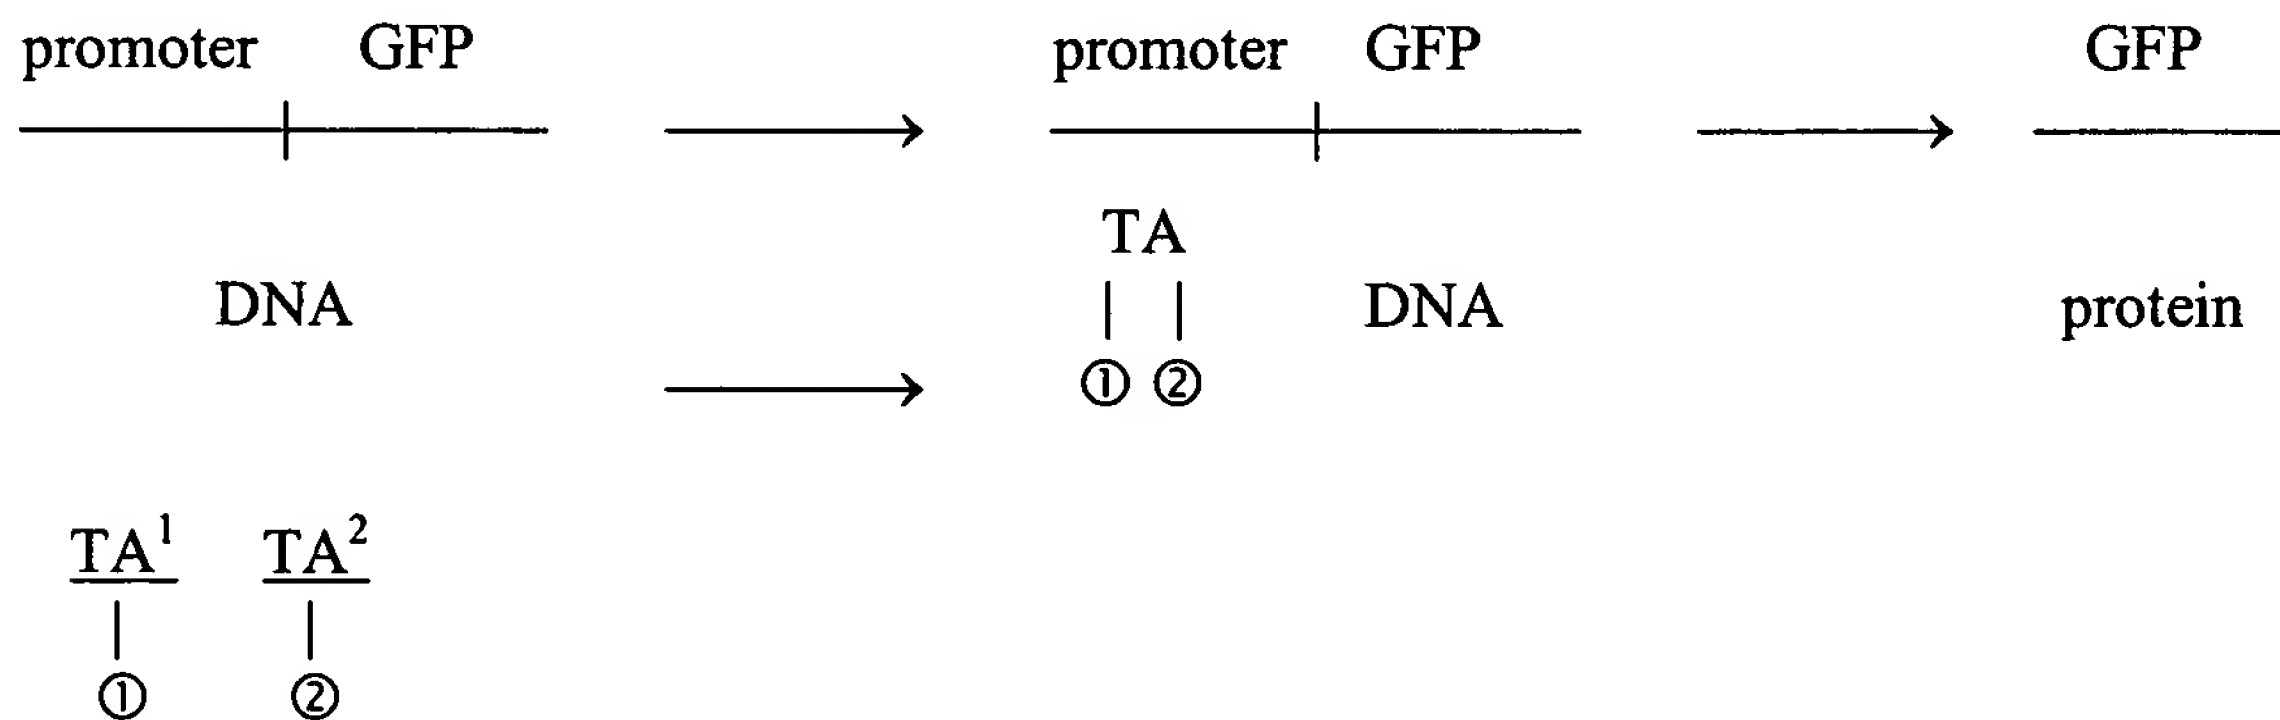 promoter GFP promoter GFP GFP
TA
DNA DNA protein
① ②
TA¹ TA²
① ②